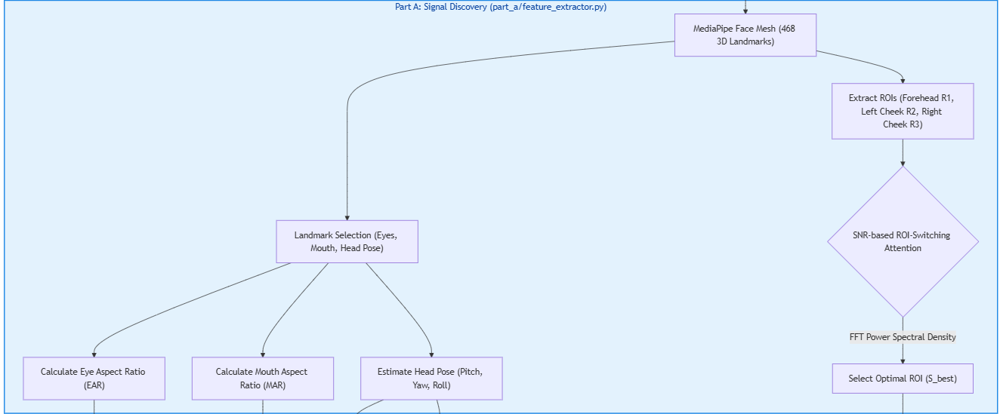 Part A: Signal Discovery (part_a/feature_extractor.py)
MediaPipe Face Mesh (468
3D Landmarks)
Extract ROIs (Forehead R1,
Left Cheek R2, Right
Cheek R3)
Landmark Selection (Eyes,
Mouth, Head Pose)
SNR-based ROI-Switching
Attention
FFT Power Spectral Density
Calculate Eye Aspect Ratio
(EAR)
Calculate Mouth Aspect
Ratio (MAR)
Estimate Head Pose (Pitch,
Yaw, Roll)
Select Optimal ROI (S_best)